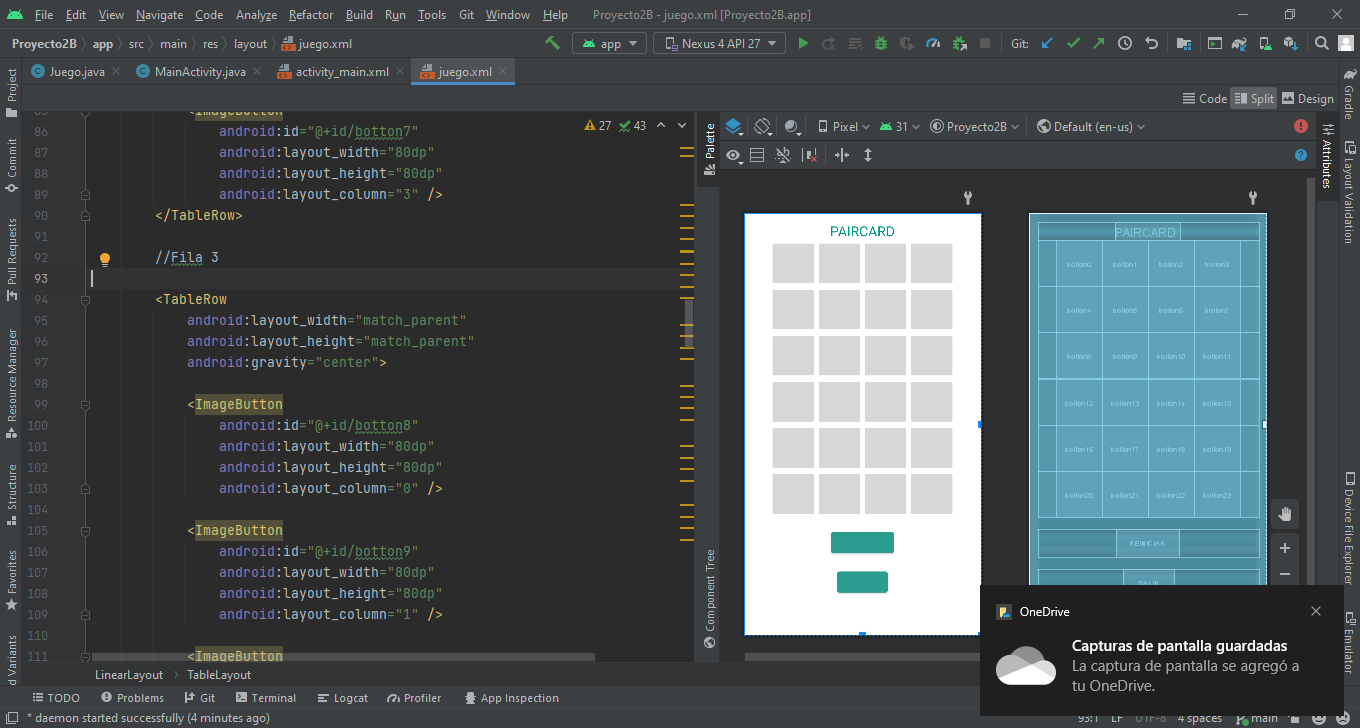 File Edit View Navigate Code Analyze Refactor Build Run Tools Git Window Help Proyecto2B - juego.xml [Proyecto2B.app]
Proyecto2B app src main res layout juego.xml app Nexus 4 API 27 Git:
Juego.java MainActivity.java activity_main.xml juego.xml
Code Split Design
Project
Commit
Pull Requests
Resource Manager
Structure
Favorites
d Variants
27 43
85 <ImageButton
86 android:id="@+id/botton7"
87 android:layout_width="80dp"
88 android:layout_height="80dp"
89 android:layout_column="3" />
90 </TableRow>
91
92 //Fila 3
93
94 <TableRow
95 android:layout_width="match_parent"
96 android:layout_height="match_parent"
97 android:gravity="center">
98
99 <ImageButton
100 android:id="@+id/botton8"
101 android:layout_width="80dp"
102 android:layout_height="80dp"
103 android:layout_column="0" />
104
105 <ImageButton
106 android:id="@+id/botton9"
107 android:layout_width="80dp"
108 android:layout_height="80dp"
109 android:layout_column="1" />
110
111 <ImageButton
LinearLayout TableLayout
Palette
Component Tree
Pixel 31 Proyecto2B Default (en-us)
PAIRCARD
PAIRCARD
botton0 botton1 botton2 botton3
botton4 botton5 botton6 botton7
botton8 botton9 botton10 botton11
botton12 botton13 botton14 botton15
botton16 botton17 botton18 botton19
botton20 botton21 botton22 botton23
REINICIAR
Attributes
Gradle
Layout Validation
Device File Explorer
Emulator
OneDrive
Capturas de pantalla guardadas
La captura de pantalla se agregó a
tu OneDrive.
TODO Problems Git Terminal Logcat Profiler App Inspection
* daemon started successfully (4 minutes ago) 93:1 LF UTF-8 4 spaces main